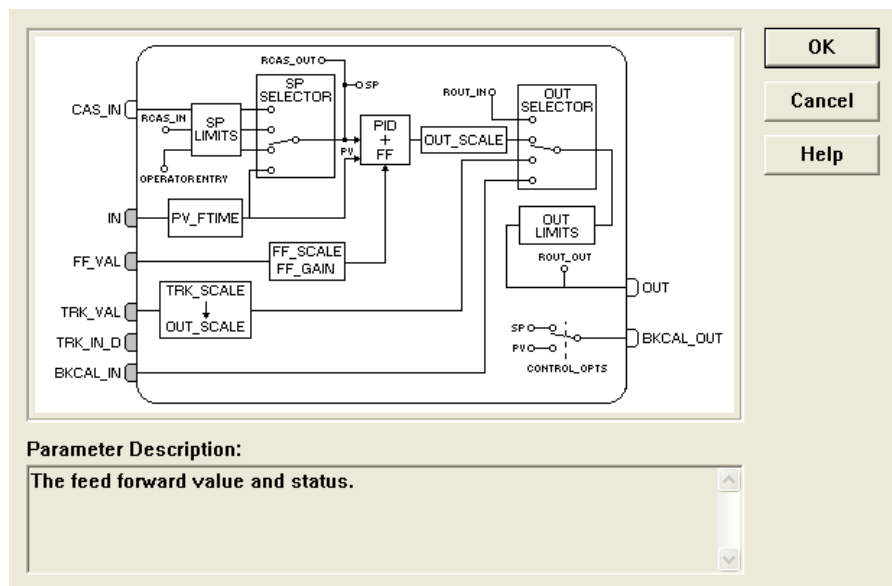 RCAS_OUT
SP
SP
SELECTOR
ROUT_IN
OUT
SELECTOR
CAS_IN
RCAS_IN
SP
LIMITS
PV
PID
+
FF
OUT_SCALE
OPERATOR ENTRY
IN
PV_FTIME
OUT
LIMITS
FF_VAL
FF_SCALE
FF_GAIN
ROUT_OUT
TRK_SCALE
OUT_SCALE
OUT
TRK_VAL
TRK_IN_D
SP
PV
BKCAL_OUT
BKCAL_IN
CONTROL_OPTS
OK
Cancel
Help
Parameter Description:
The feed forward value and status.